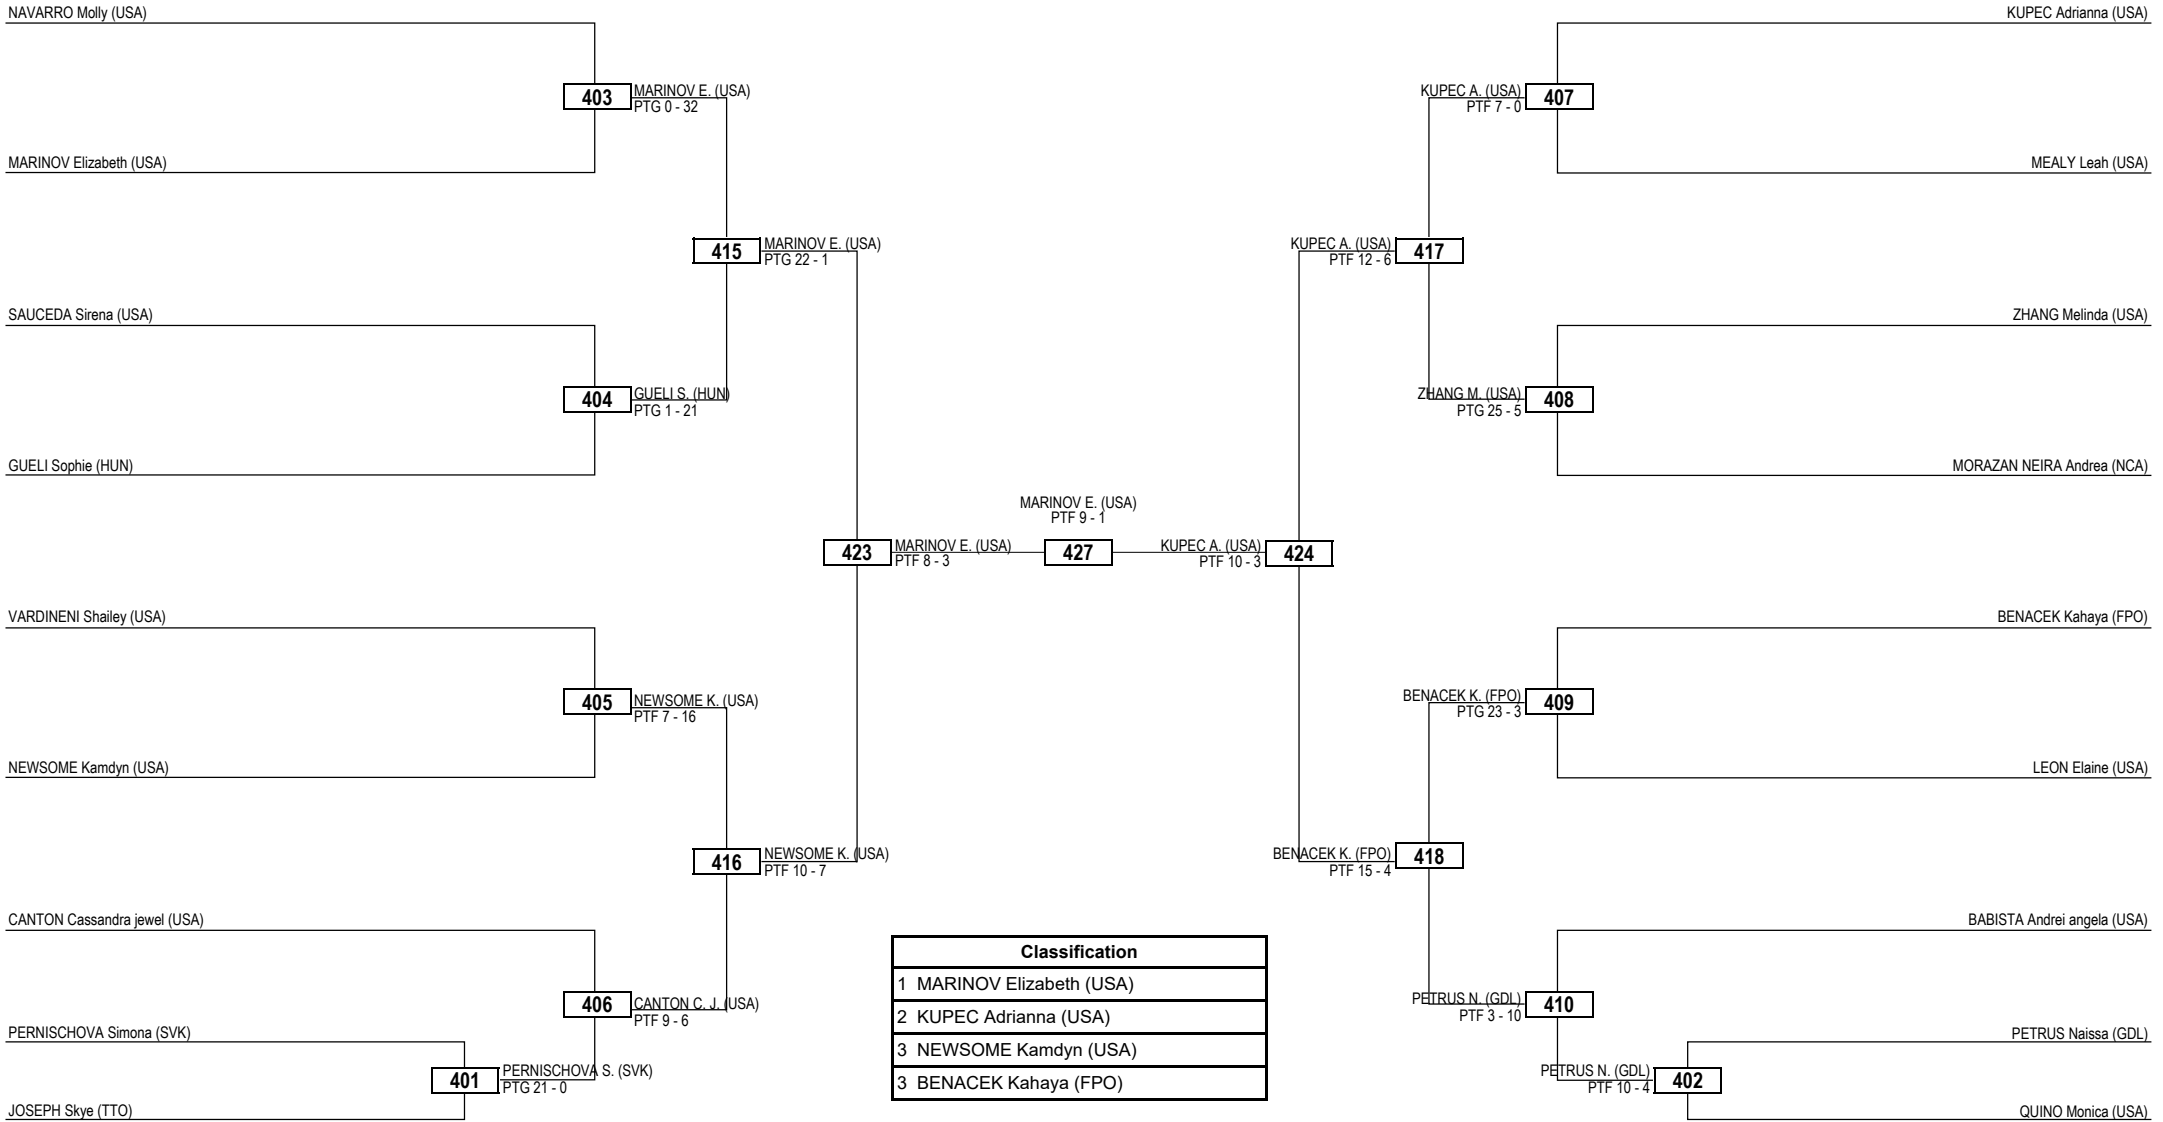 NAVARRO Molly (USA)
KUPEC Adrianna (USA)
403
MARINOV E. (USA)
PTG 0 - 32
KUPEC A. (USA)
PTF 7 - 0
407
MARINOV Elizabeth (USA)
MEALY Leah (USA)
415
MARINOV E. (USA)
PTG 22 - 1
KUPEC A. (USA)
PTF 12 - 6
417
SAUCEDA Sirena (USA)
ZHANG Melinda (USA)
404
GUELI S. (HUN)
PTG 1 - 21
ZHANG M. (USA)
PTG 25 - 5
408
GUELI Sophie (HUN)
MORAZAN NEIRA Andrea (NCA)
MARINOV E. (USA)
PTF 9 - 1
423
MARINOV E. (USA)
PTF 8 - 3
427
KUPEC A. (USA)
PTF 10 - 3
424
VARDINENI Shailey (USA)
BENACEK Kahaya (FPO)
405
NEWSOME K. (USA)
PTF 7 - 16
BENACEK K. (FPO)
PTG 23 - 3
409
NEWSOME Kamdyn (USA)
LEON Elaine (USA)
416
NEWSOME K. (USA)
PTF 10 - 7
BENACEK K. (FPO)
PTF 15 - 4
418
CANTON Cassandra jewel (USA)
BABISTA Andrei angela (USA)
406
CANTON C. J. (USA)
PTF 9 - 6
PETRUS N. (GDL)
PTF 3 - 10
410
PERNISCHOVA Simona (SVK)
PETRUS Naissa (GDL)
401
PERNISCHOVA S. (SVK)
PTG 21 - 0
PETRUS N. (GDL)
PTF 10 - 4
402
JOSEPH Skye (TTO)
QUINO Monica (USA)
Classification
1 MARINOV Elizabeth (USA)
2 KUPEC Adrianna (USA)
3 NEWSOME Kamdyn (USA)
3 BENACEK Kahaya (FPO)